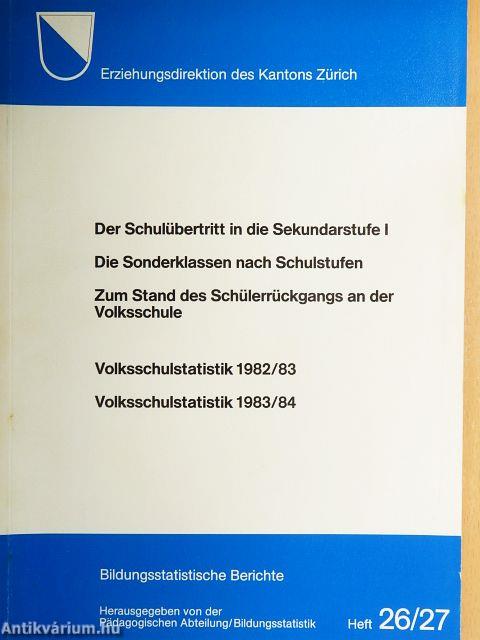 Erziehungsdirektion des Kantons Zürich
Der Schulübertritt in die Sekundarstufe I
Die Sonderklassen nach Schulstufen
Zum Stand des Schülerrückgangs an der
Volksschule
Volksschulstatistik 1982/83
Volksschulstatistik 1983/84
Bildungsstatistische Berichte
Herausgegeben von der
Pädagogischen Abteilung/Bildungsstatistik
Heft 26/27
Antikvárium.hu